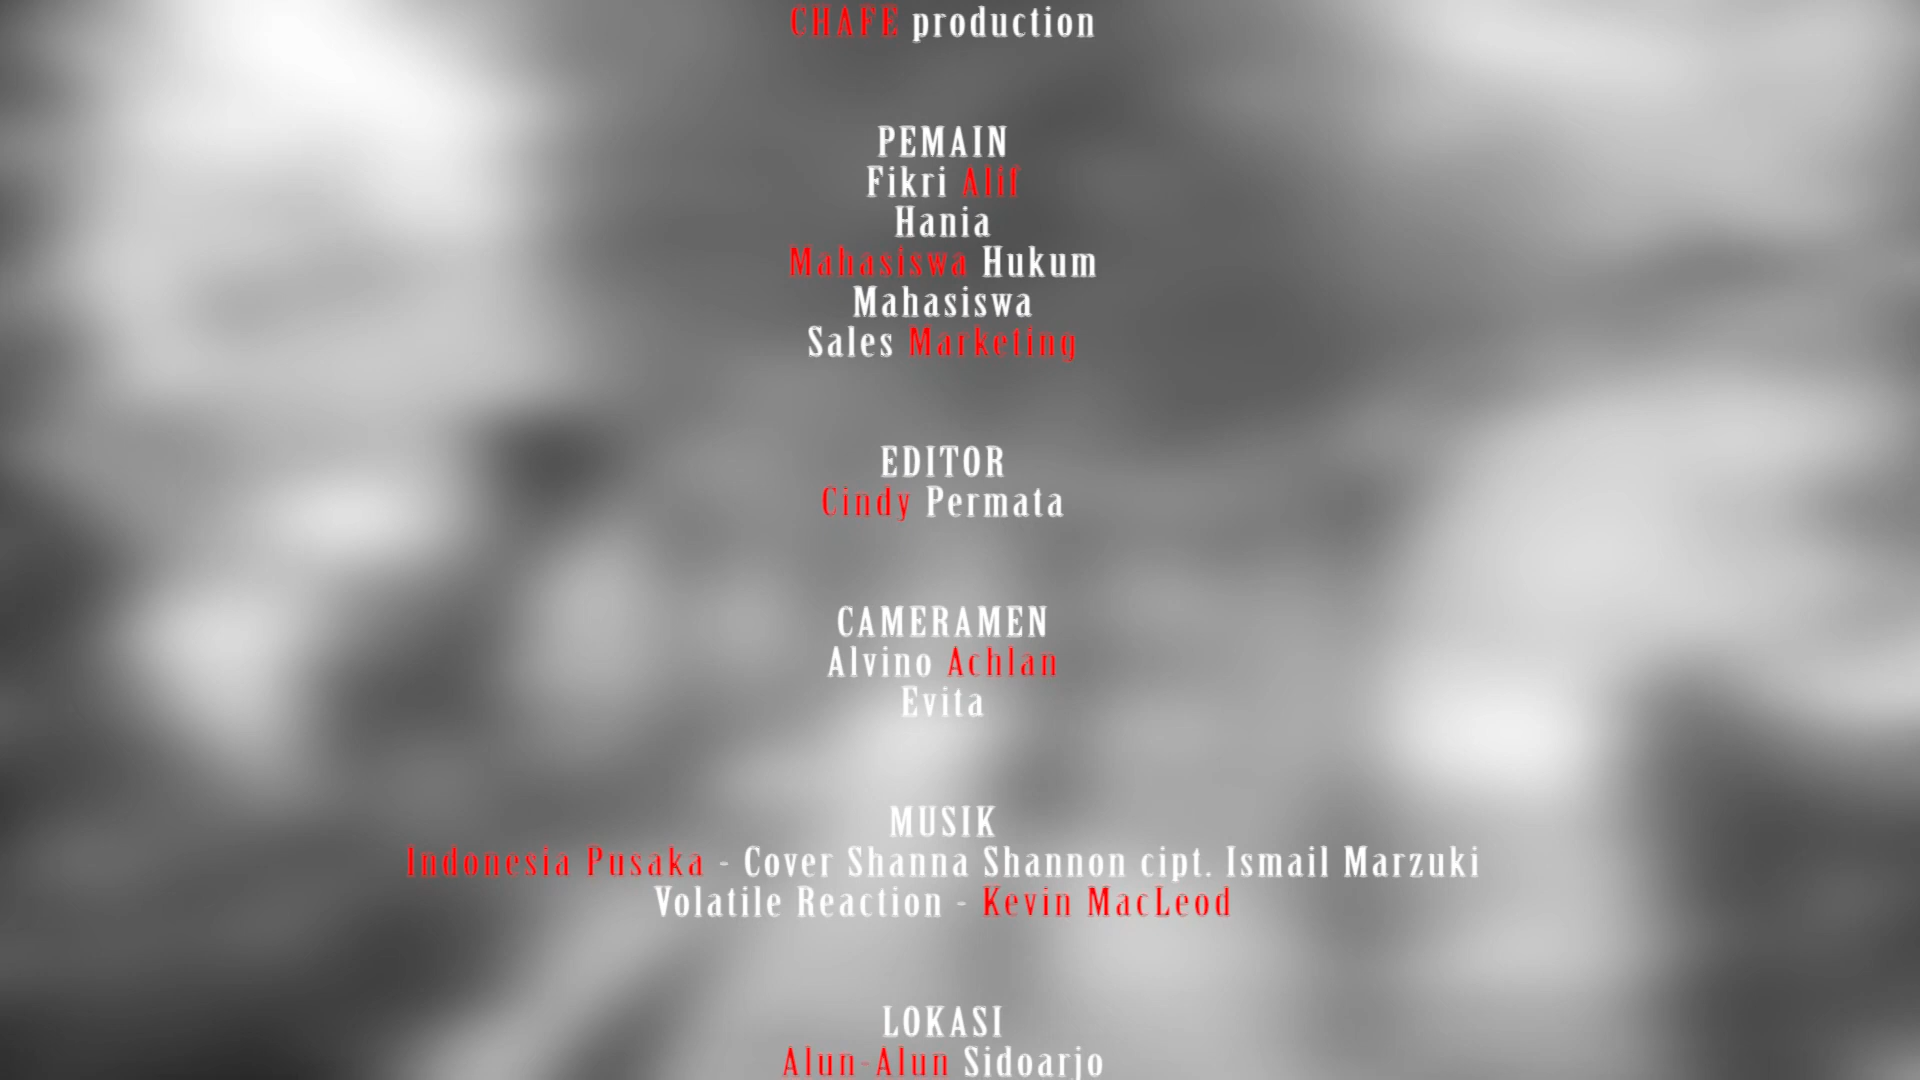 CHAFE production
PEMAIN
Fikri Alif
Hania
Mahasiswa Hukum
Mahasiswa
Sales Marketing
EDITOR
Cindy Permata
CAMERAMEN
Alvino Achlan
Evita
MUSIK
Indonesia Pusaka - Cover Shanna Shannon cipt. Ismail Marzuki
Volatile Reaction - Kevin MacLeod
LOKASI
Alun-Alun Sidoarjo